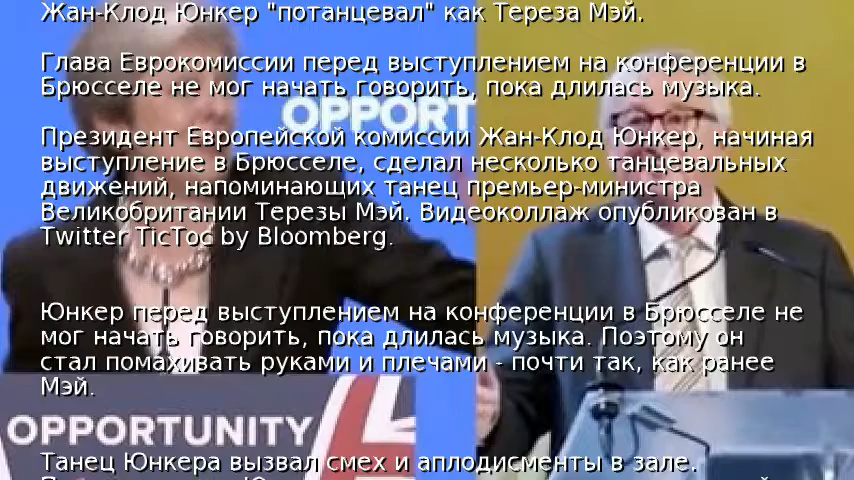 Жан-Клод Юнкер "потанцевал" как Тереза Мэй.
Глава Еврокомиссии перед выступлением на конференции в
Брюсселе не мог начать говорить, пока длилась музыка.
OPPORT
Президент Европейской комиссии Жан-Клод Юнкер, начиная
выступление в Брюсселе, сделал несколько танцевальных
движений, напоминающих танец премьер-министра
Великобритании Терезы Мэй. Видеоколлаж опубликован в
Twitter TicToc by Bloomberg.
Юнкер перед выступлением на конференции в Брюсселе не
мог начать говорить, пока длилась музыка. Поэтому он
стал помахивать руками и плечами - почти так, как ранее
Мэй.
OPPORTUNITY
Танец Юнкера вызвал смех и аплодисменты в зале.